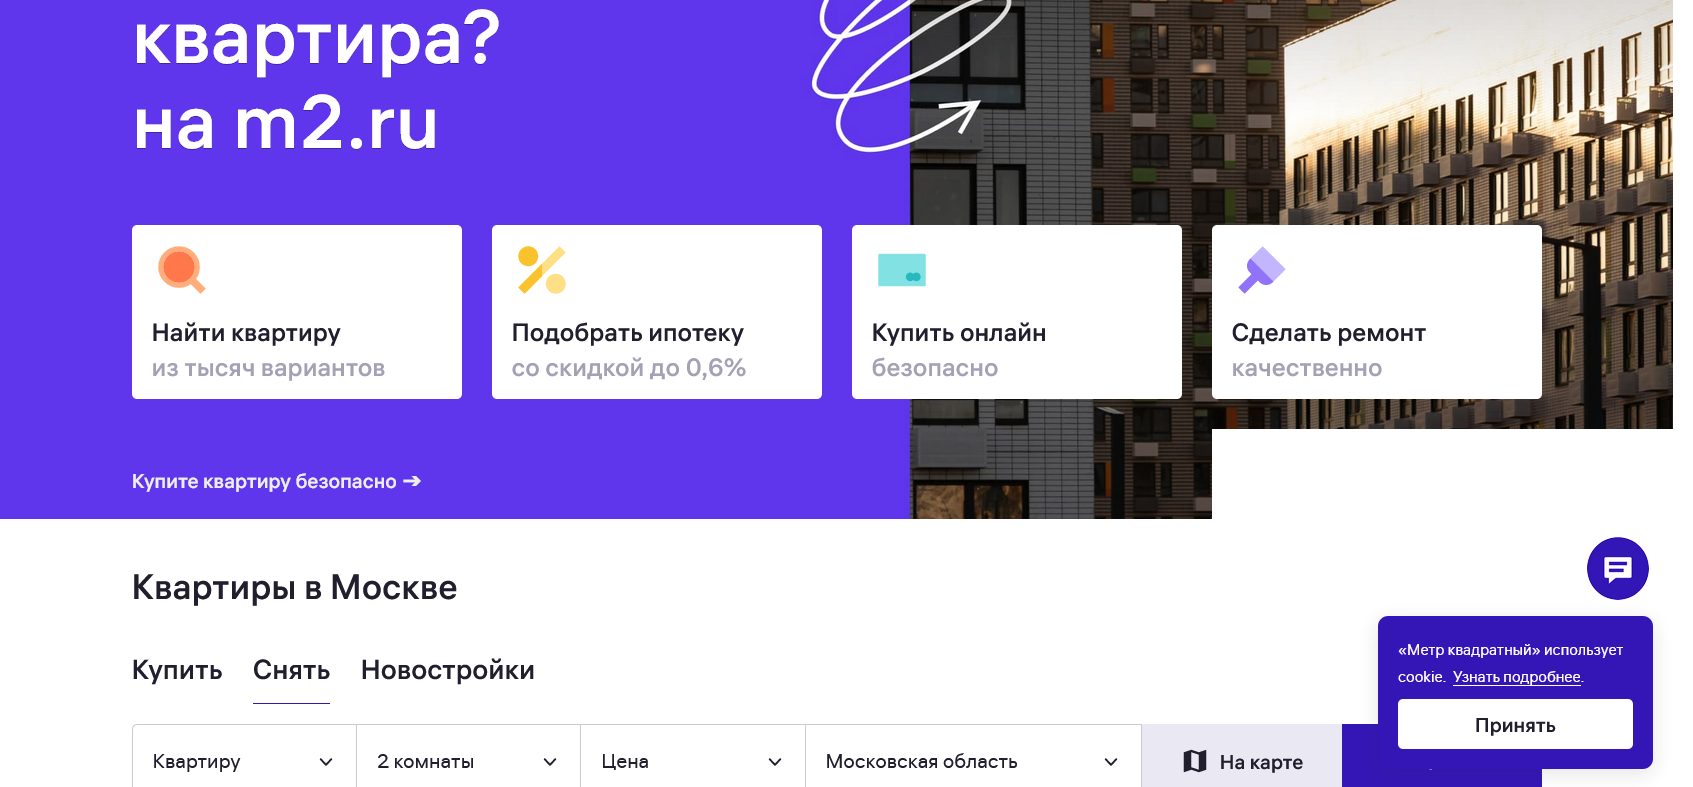 квартира?
на m2.ru
Найти квартиру
из тысяч вариантов
Подобрать ипотеку
со скидкой до 0,6%
Купить онлайн
безопасно
Сделать ремонт
качественно
Купите квартиру безопасно →
Квартиры в Москве
Купить Снять Новостройки
«Метр квадратный» использует
cookie. Узнать подробнее.
Принять
Квартиру 2 комнаты Цена Московская область На карте